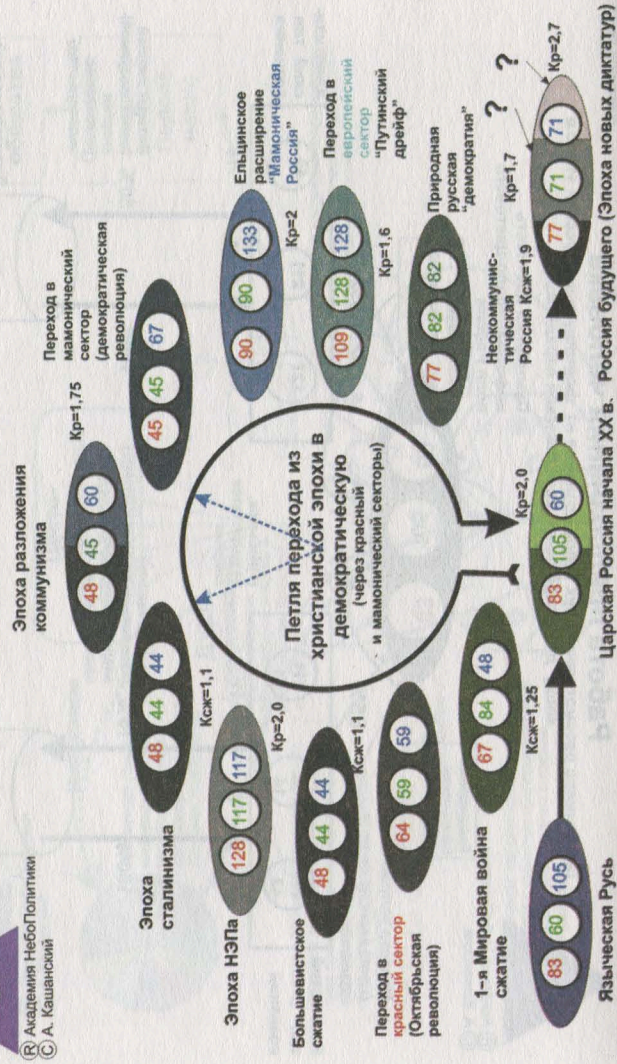 Ⓡ Академия НебоПолитики
Ⓒ А. Кашанский
Эпоха разложения
коммунизма
48 45 60
Кр=1,75
Переход в
мамонический
сектор
(демократическая
революция)
45 45 67
Эпоха
сталинизма
48 44 44
Ксж=1,1
Ельцинское
расширение
"Мамоническая
Россия"
90 90 133
Кр=2
Эпоха НЭПа
128 117 117
Кр=2,0
Переход в
европейский
сектор
"Путинский
дрейф"
109 128 128
Кр=1,6
Большевистское
сжатие
48 44 44
Ксж=1,1
Петля перехода из
христианской эпохи в
демократическую
(через красный
и мамонический секторы)
Природная
русская
"демократия"
77 82 82
Переход в
красный сектор
(Октябрьская
революция)
64 59 59
1-я Мировая война
сжатие
67 84 48
Ксж=1,25
Неокоммунис-
тическая
Россия Ксж=1,9
Кр=1,7
? ?
Кр=2,7
77 71 71
Кр=2,0
83 105 60
83 60 105
Языческая Русь
Царская Россия начала XX в.
Россия будущего (Эпоха новых диктатур)